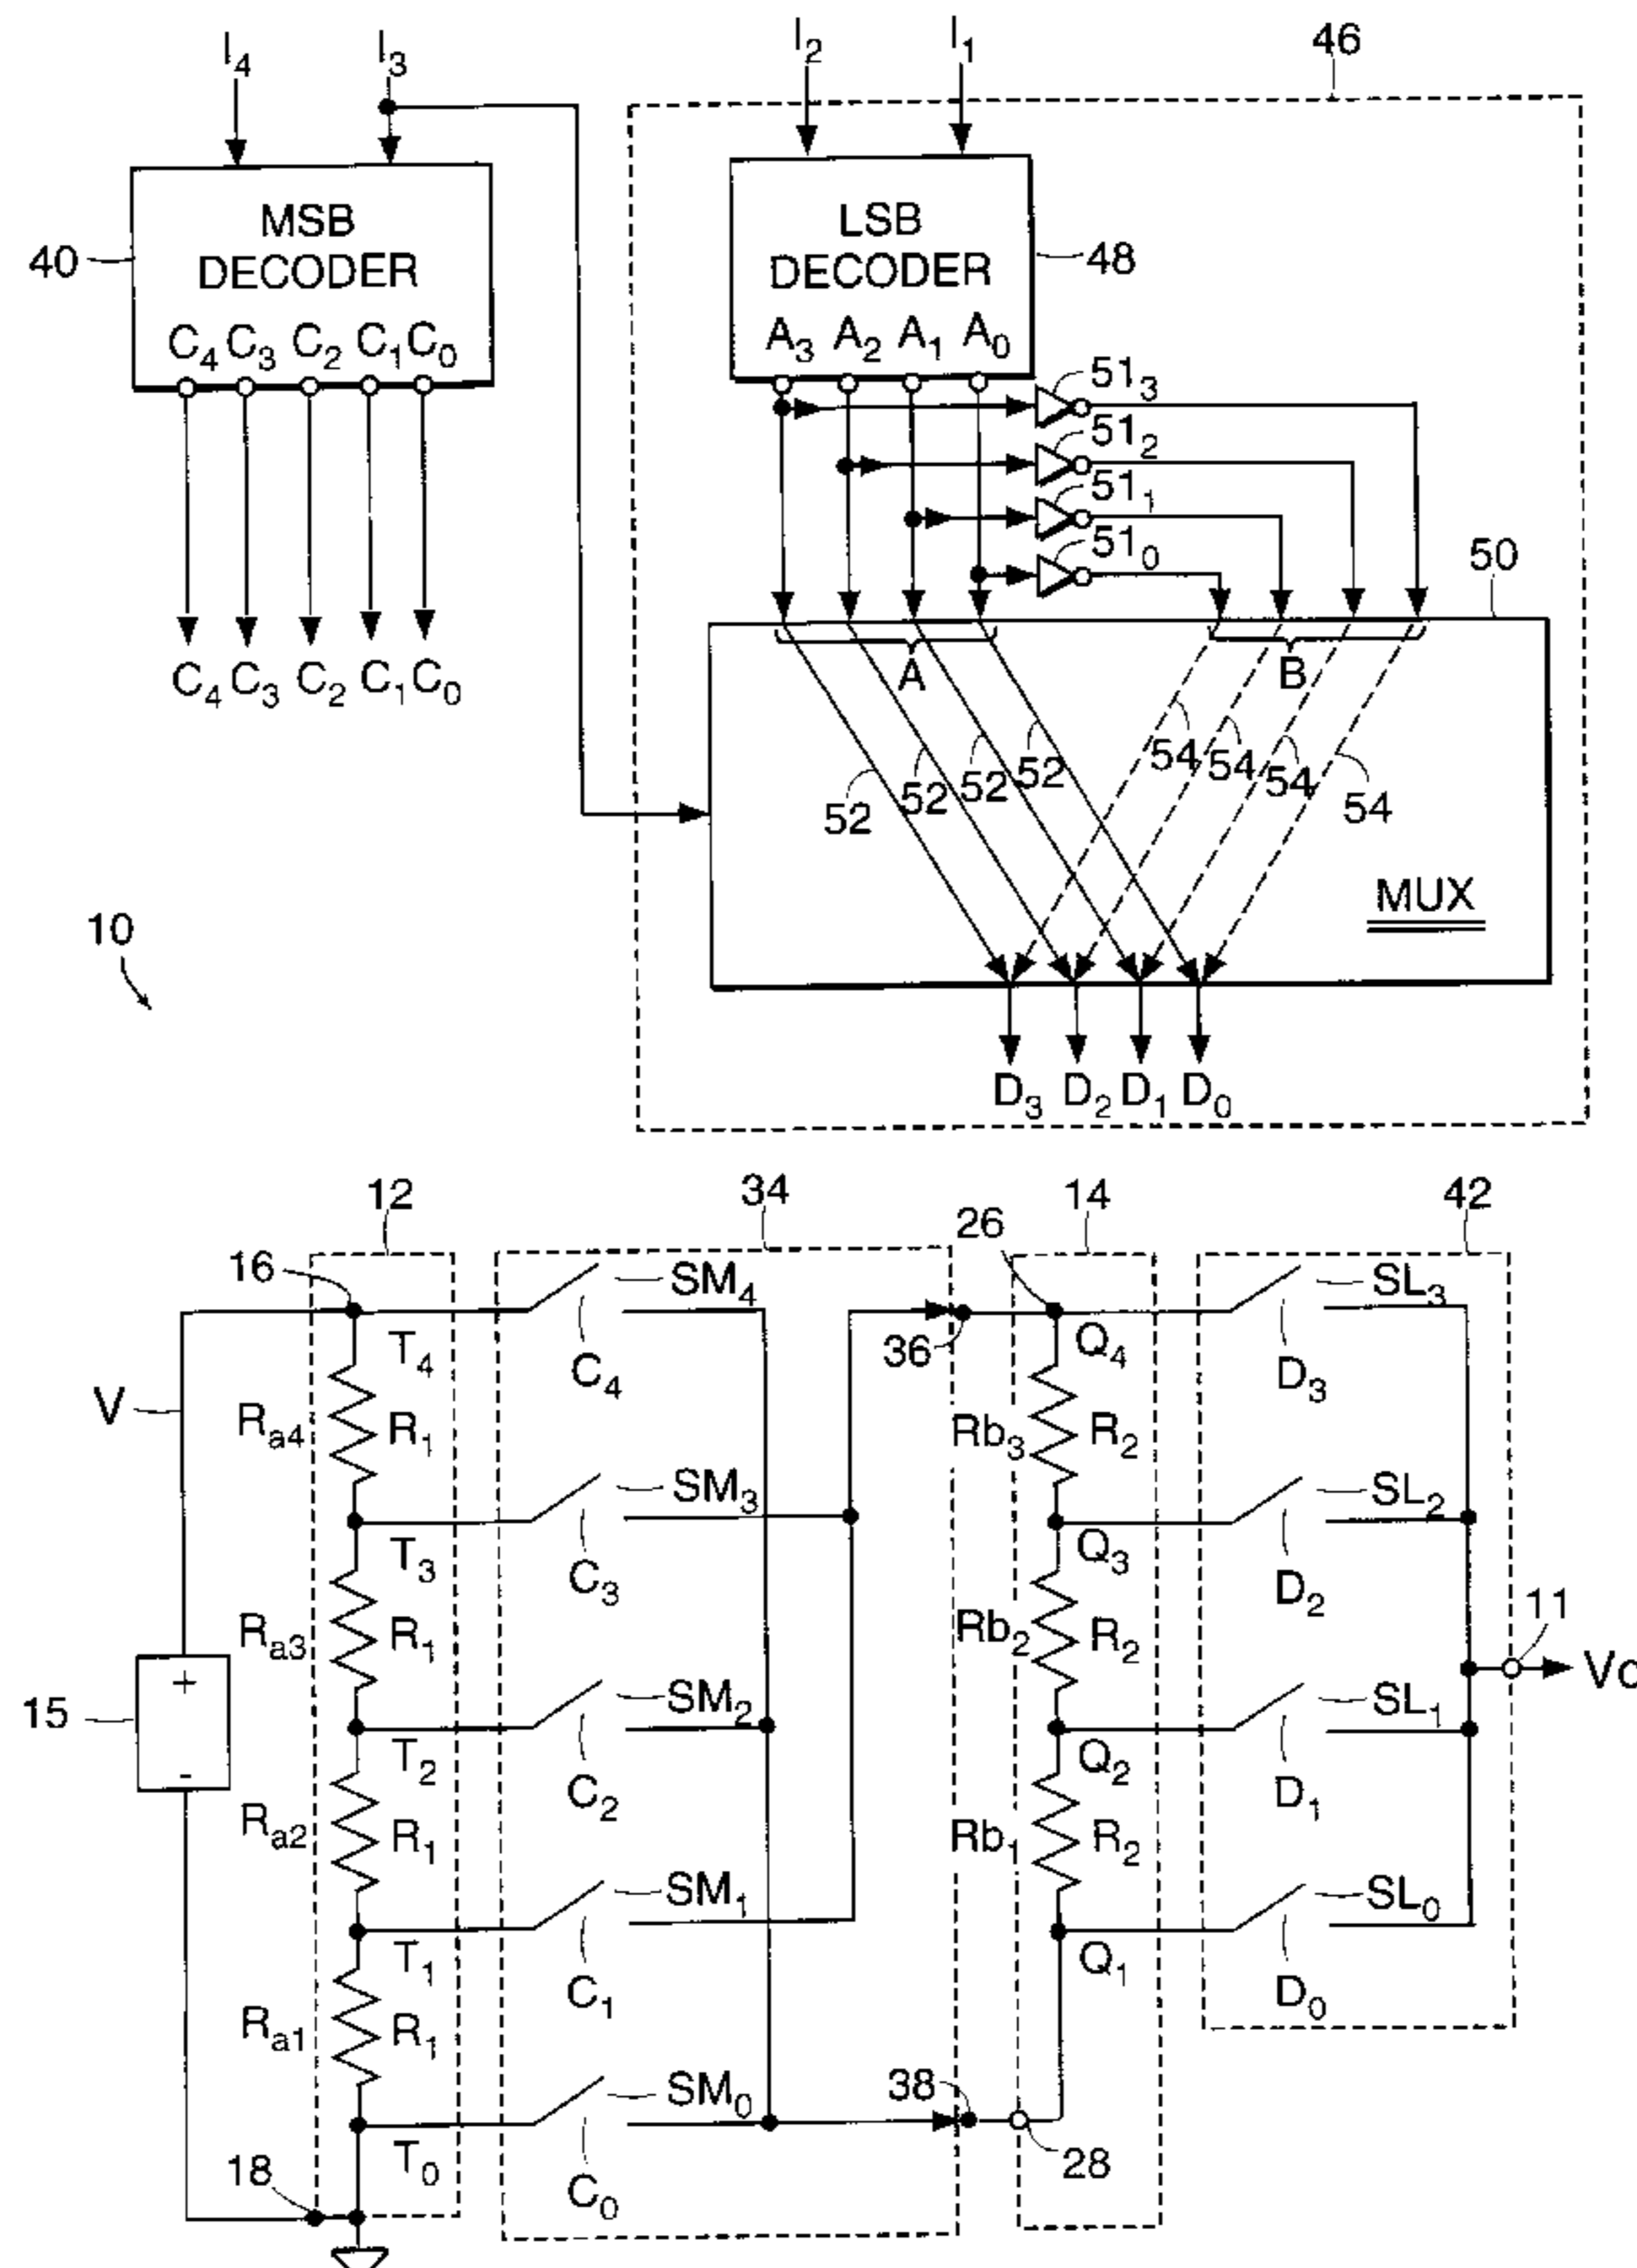 I₄ I₃ I₂ I₁ 46
MSB DECODER
40
C₄ C₃ C₂ C₁ C₀
C₄ C₃ C₂ C₁ C₀
LSB DECODER
48
A₃ A₂ A₁ A₀
51₃
51₂
51₁
51₀
50
A B
52 52 52 52 54 54 54 54
MUX
10
D₃ D₂ D₁ D₀
12 34 14 42
16 26
SM₄ SL₃
T₄ C₄ 36 Q₄ D₃
V
Rₐ₄ R₁ Rb₃ R₂
SM₃ SL₂
T₃ C₃ Q₃ D₂
Rₐ₃ R₁ Rb₂ R₂
11
Vo
+
15
-
SM₂ SL₁
T₂ C₂ Q₂ D₁
Rₐ₂ R₁ Rb₁ R₂
SM₁ SL₀
T₁ C₁ Q₁ D₀
Rₐ₁ R₁
SM₀ 38
T₀ C₀ 28
18